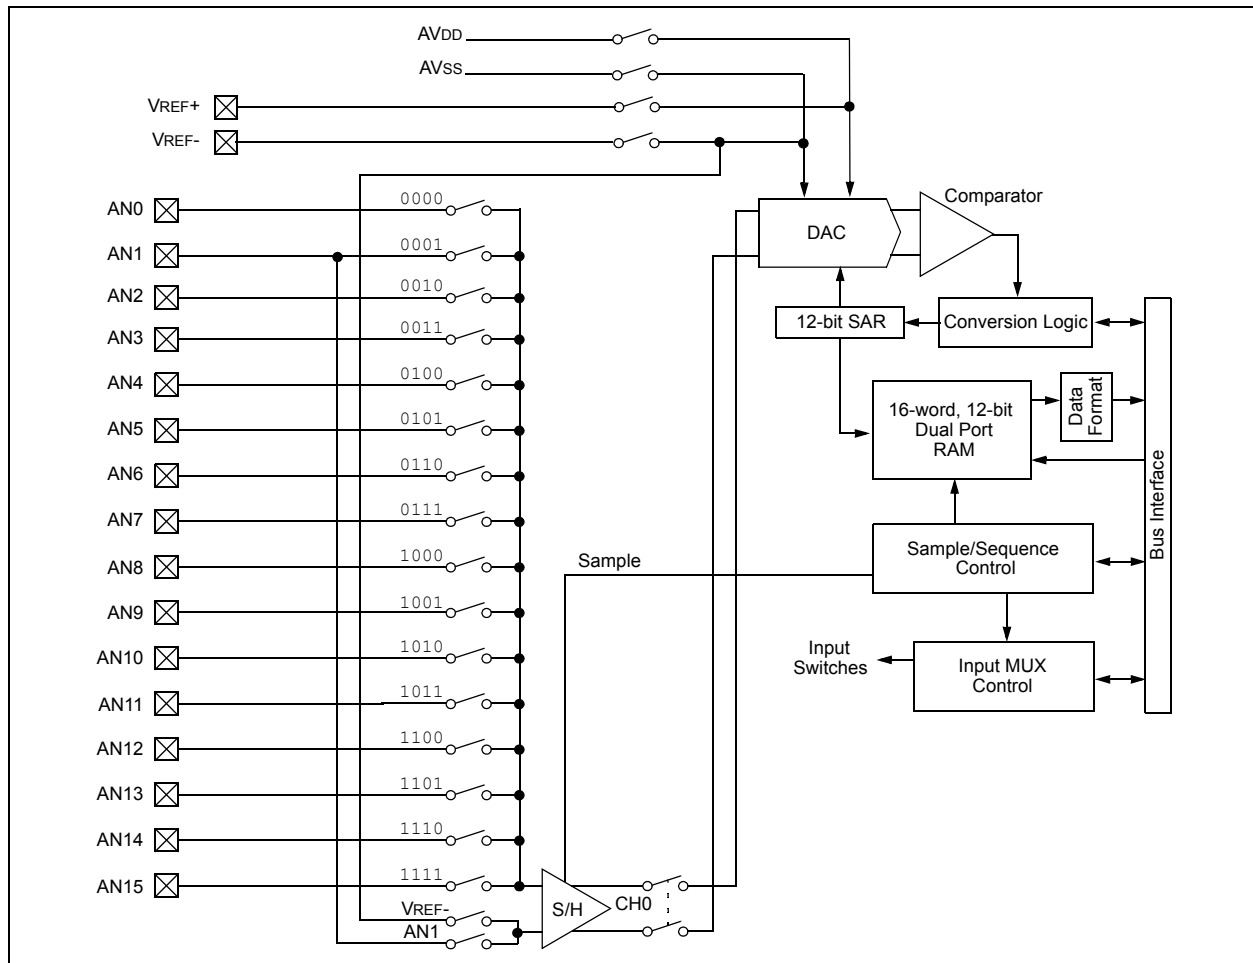 AVDD
AVSS
VREF+
VREF-
AN0 0000
AN1 0001
AN2 0010
AN3 0011
AN4 0100
AN5 0101
AN6 0110
AN7 0111
AN8 1000
AN9 1001
AN10 1010
AN11 1011
AN12 1100
AN13 1101
AN14 1110
AN15 1111
VREF-
AN1
S/H
CH0
Sample
DAC
Comparator
12-bit SAR
Conversion Logic
16-word, 12-bit
Dual Port
RAM
Data
Format
Bus Interface
Sample/Sequence
Control
Input
Switches
Input MUX
Control